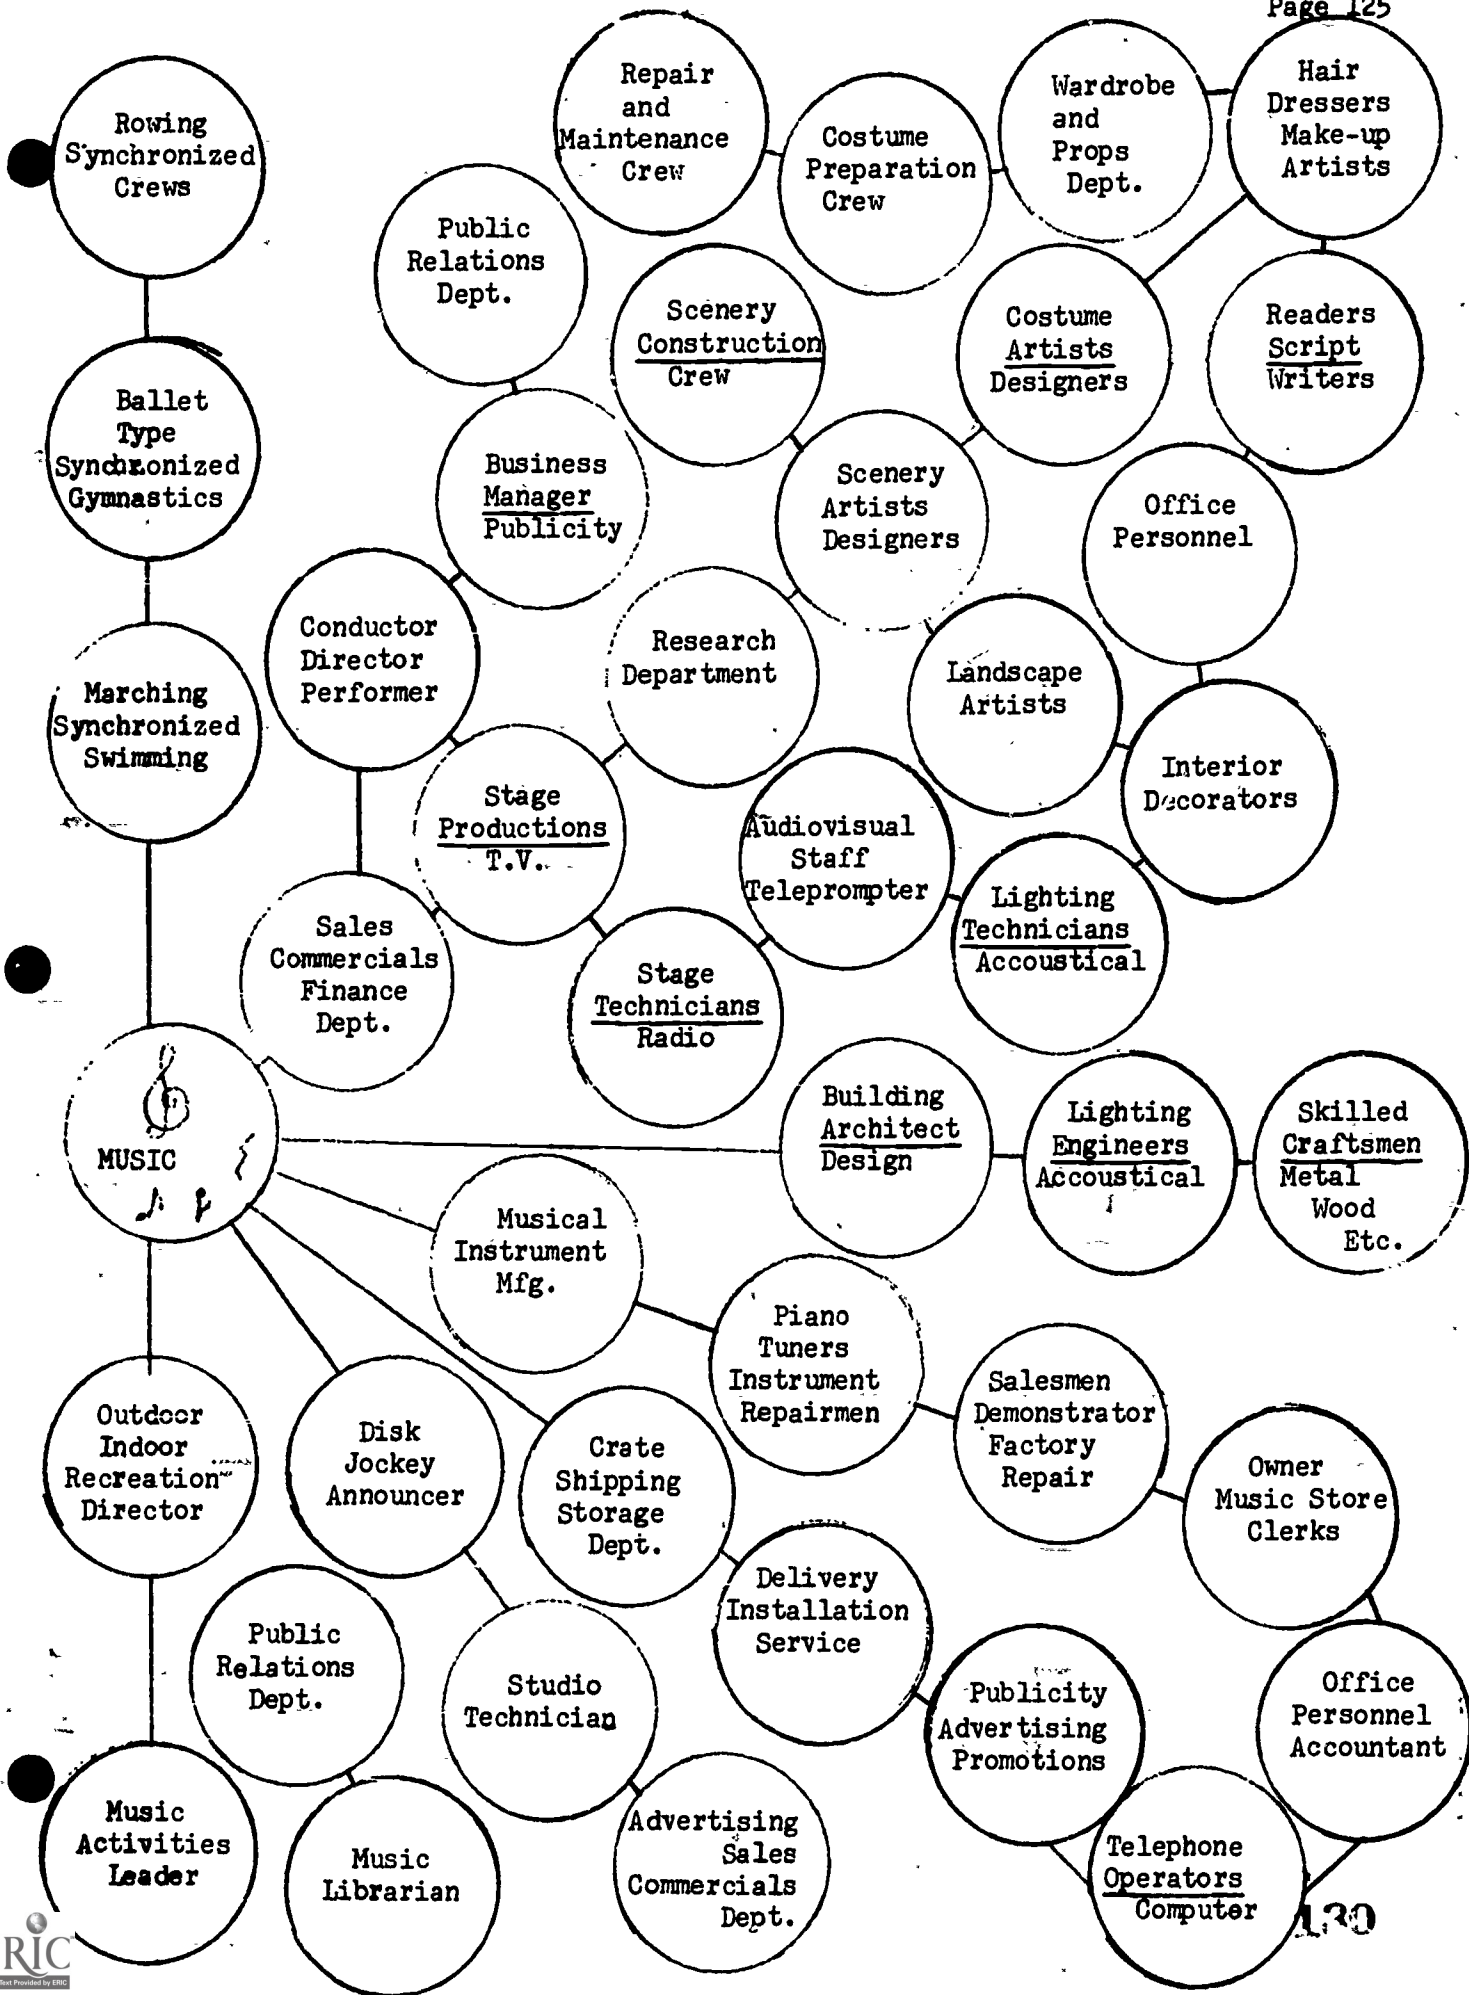 Page 125
Rowing
Synchronized
Crews
Repair
and
Maintenance
Crew
Costume
Preparation
Crew
Wardrobe
and
Props
Dept.
Hair
Dressers
Make-up
Artists
Public
Relations
Dept.
Scenery
Construction
Crew
Costume
Artists
Designers
Readers
Script
Writers
Ballet
Type
Synchronized
Gymnastics
Business
Manager
Publicity
Scenery
Artists
Designers
Office
Personnel
Conductor
Director
Performer
Research
Department
Landscape
Artists
Marching
Synchronized
Swimming
Interior
Decorators
Stage
Productions
T.V.
Audiovisual
Staff
Teleprompter
Lighting
Technicians
Accoustical
Sales
Commercials
Finance
Dept.
Stage
Technicians
Radio
MUSIC
Building
Architect
Design
Lighting
Engineers
Accoustical
Skilled
Craftsmen
Metal
Wood
Etc.
Musical
Instrument
Mfg.
Piano
Tuners
Instrument
Repairmen
Salesmen
Demonstrator
Factory
Repair
Outdoor
Indoor
Recreation
Director
Disk
Jockey
Announcer
Crate
Shipping
Storage
Dept.
Owner
Music Store
Clerks
Delivery
Installation
Service
Public
Relations
Dept.
Studio
Technician
Publicity
Advertising
Promotions
Office
Personnel
Accountant
Music
Activities
Leader
Music
Librarian
Advertising
Sales
Commercials
Dept.
Telephone
Operators
Computer
130
RIC
Text Provided by ERIC